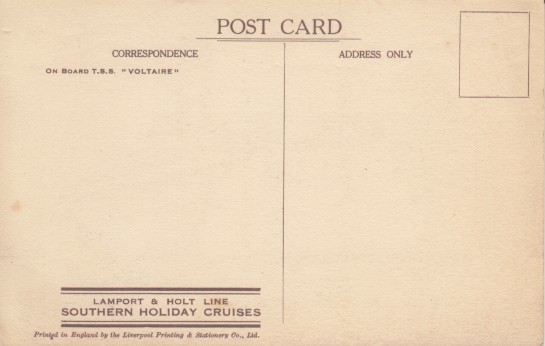 POST CARD
CORRESPONDENCE
ADDRESS ONLY
ON BOARD T.S.S. "VOLTAIRE"
LAMPORT & HOLT LINE
SOUTHERN HOLIDAY CRUISES
Printed in England by the Liverpool Printing & Stationery Co., Ltd.